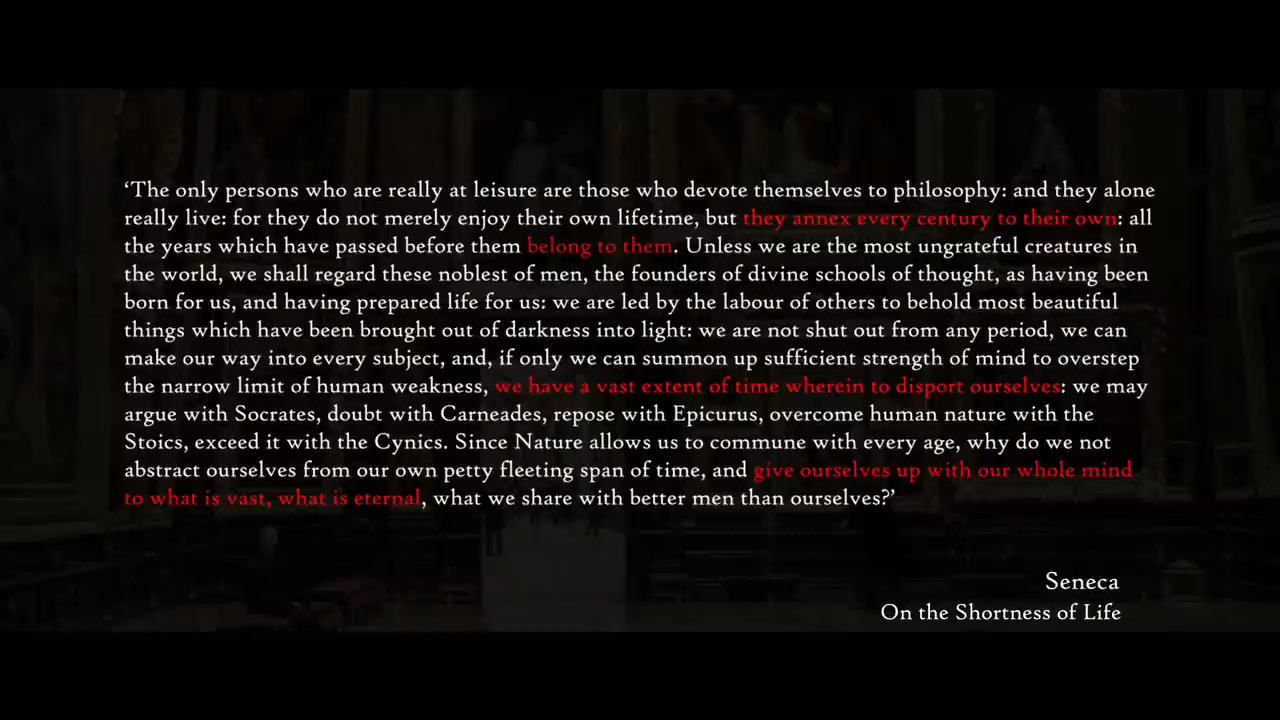 ‘The only persons who are really at leisure are those who devote themselves to philosophy: and they alone
really live: for they do not merely enjoy their own lifetime, but they annex every century to their own: all
the years which have passed before them belong to them. Unless we are the most ungrateful creatures in
the world, we shall regard these noblest of men, the founders of divine schools of thought, as having been
born for us, and having prepared life for us: we are led by the labour of others to behold most beautiful
things which have been brought out of darkness into light: we are not shut out from any period, we can
make our way into every subject, and, if only we can summon up sufficient strength of mind to overstep
the narrow limit of human weakness, we have a vast extent of time wherein to disport ourselves: we may
argue with Socrates, doubt with Carneades, repose with Epicurus, overcome human nature with the
Stoics, exceed it with the Cynics. Since Nature allows us to commune with every age, why do we not
abstract ourselves from our own petty fleeting span of time, and give ourselves up with our whole mind
to what is vast, what is eternal, what we share with better men than ourselves?’
Seneca
On the Shortness of Life